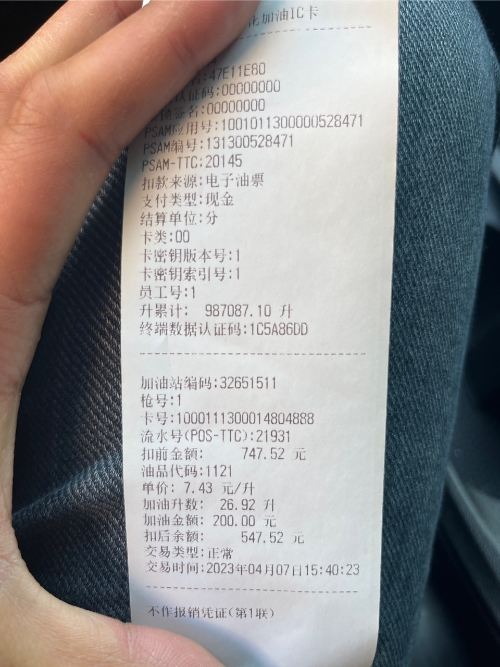 加油IC卡
47E11E80
证码:00000000
签名:00000000
PSAM应用号:1001011300000528471
PSAM编号:131300528471
PSAM-TTC:20145
扣款来源:电子油票
支付类型:现金
结算单位:分
卡类:00
卡密钥版本号:1
卡密钥索引号:1
员工号:1
升累计: 987087.10 升
终端数据认证码:1C5A86DD
加油站编码:32651511
枪号:1
卡号:1000111300014804888
流水号(POS-TTC):21931
扣前金额: 747.52 元
油品代码:1121
单价: 7.43 元/升
加油升数: 26.92 升
加油金额: 200.00 元
扣后余额: 547.52 元
交易类型:正常
交易时间:2023年04月07日15:40:23
不作报销凭证(第1联)